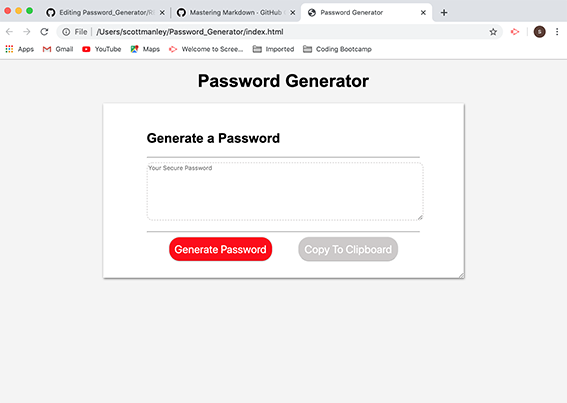 Editing Password_Generator/R
Mastering Markdown · GitHub
Password Generator
File
/Users/scottmanley/Password_Generator/index.html
S
Apps
Gmail
YouTube
Maps
Welcome to Scree...
Imported
Coding Bootcamp
Password Generator
Generate a Password
Your Secure Password
Generate Password
Copy To Clipboard